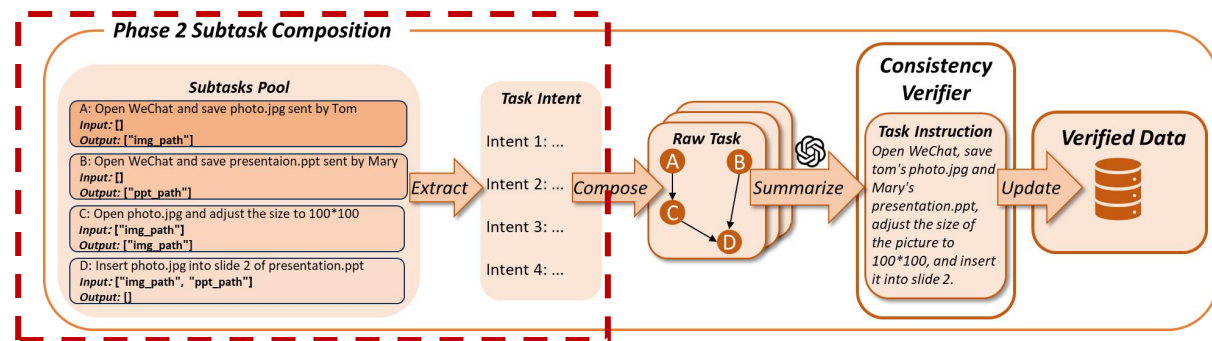 Phase 2 Subtask Composition
Subtasks Pool
A: Open WeChat and save photo.jpg sent by Tom
Input: []
Output: ["img_path"]
B: Open WeChat and save presentaion.ppt sent by Mary
Input: []
Output: ["ppt_path"]
C: Open photo.jpg and adjust the size to 100*100
Input: ["img_path"]
Output: ["img_path"]
D: Insert photo.jpg into slide 2 of presentation.ppt
Input: ["img_path", "ppt_path"]
Output: []
Extract
Task Intent
Intent 1: ...
Intent 2: ...
Intent 3: ...
Intent 4: ...
Compose
Raw Task
A
B
C
D
Summarize
Consistency
Verifier
Task Instruction
Open WeChat, save
tom's photo.jpg and
Mary's
presentation.ppt,
adjust the size of
the picture to
100*100, and insert
it into slide 2.
Update
Verified Data